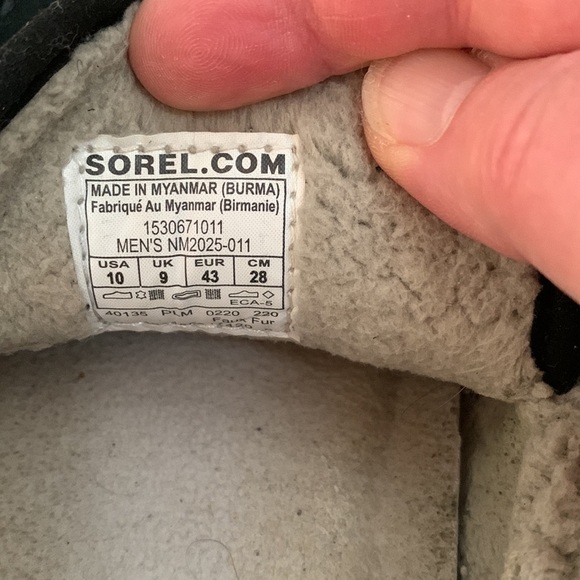 SOREL.COM
MADE IN MYANMAR (BURMA)
Fabriqué Au Myanmar (Birmanie)
1530671011
MEN'S NM2025-011
USA UK EUR CM
10 9 43 28
ECA-5
40135 PLM 0220 220
Faux Fur